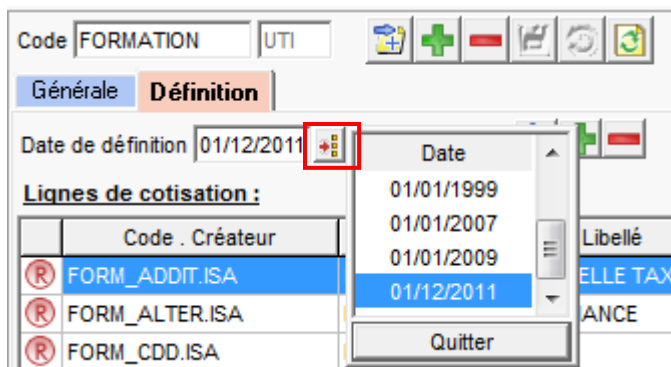 Code FORMATION UTI
Générale Définition
Date de définition 01/12/2011
Date
01/01/1999
01/01/2007
01/01/2009
01/12/2011
Quitter
Lignes de cotisation :
Code . Créateur Libellé
R FORM_ADDIT.ISA ELLE TAX
R FORM_ALTER.ISA ANCE
R FORM_CDD.ISA